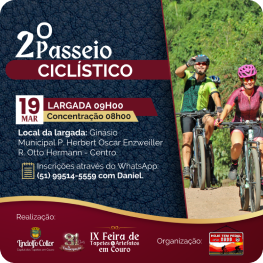 2º Passeio
CICLÍSTICO
19
MAR
LARGADA 09H00
Concentração 08h00
Local da largada: Ginásio
Municipal P. Herbert Oscar Enzweiller
R. Otto Hermann - Centro
Inscrições através do WhatsApp:
(51) 99514-5559 com Daniel.
Realização:
Organização:
Lindolfo Collor
31
IX Feira de
Tapetes e Artefatos
em Couro